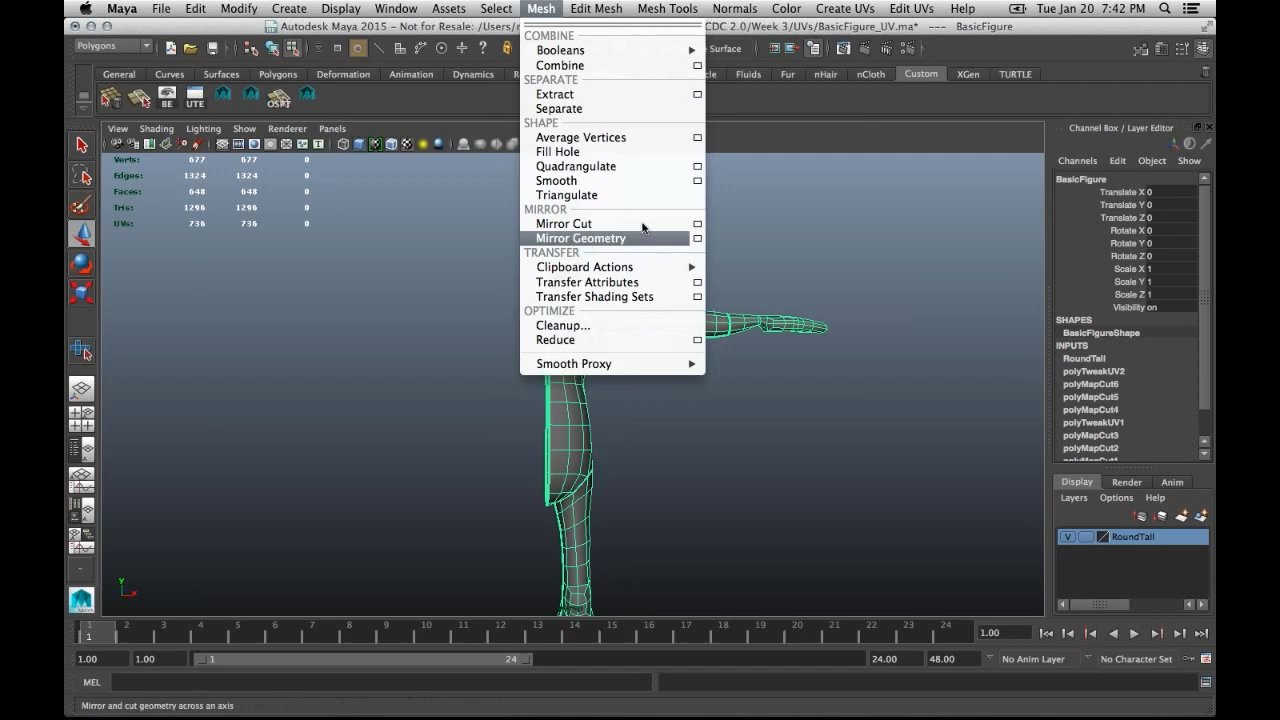 Maya File Edit Modify Create Display Window Assets Select Mesh Edit Mesh Mesh Tools Normals Color Create UVs Edit UVs Help Tue Jan 20 7:42 PM
Autodesk Maya 2015 - Not for Resale: /Users/ CDC 2.0/Week 3/UVs/BasicFigure_UV.ma* --- BasicFigure
Polygons Surface
General Curves Surfaces Polygons Deformation Animation Dynamics Fluids Fur nHair nCloth Custom XGen TURTLE
BE UTE OSPT
View Shading Lighting Show Renderer Panels
Verts: 677 677 0
Edges: 1324 1324 0
Faces: 648 648 0
Tris: 1296 1296 0
UVs: 736 736 0
COMBINE
Booleans
Combine
SEPARATE
Extract
Separate
SHAPE
Average Vertices
Fill Hole
Quadrangulate
Smooth
Triangulate
MIRROR
Mirror Cut
Mirror Geometry
TRANSFER
Clipboard Actions
Transfer Attributes
Transfer Shading Sets
OPTIMIZE
Cleanup...
Reduce
Smooth Proxy
y
x
Channel Box / Layer Editor
Channels Edit Object Show
BasicFigure
Translate X 0
Translate Y 0
Translate Z 0
Rotate X 0
Rotate Y 0
Rotate Z 0
Scale X 1
Scale Y 1
Scale Z 1
Visibility on
SHAPES
BasicFigureShape
INPUTS
RoundTall
polyTweakUV2
polyMapCut6
polyMapCut5
polyMapCut4
polyTweakUV1
polyMapCut3
polyMapCut2
polyMapCut1
Display Render Anim
Layers Options Help
V RoundTall
1 2 3 4 5 6 7 8 9 10 11 12 13 14 15 16 17 18 19 20 21 22 23 24
1 1.00
1.00 1.00 1 24 24.00 48.00 No Anim Layer No Character Set
MEL
Mirror and cut geometry across an axis